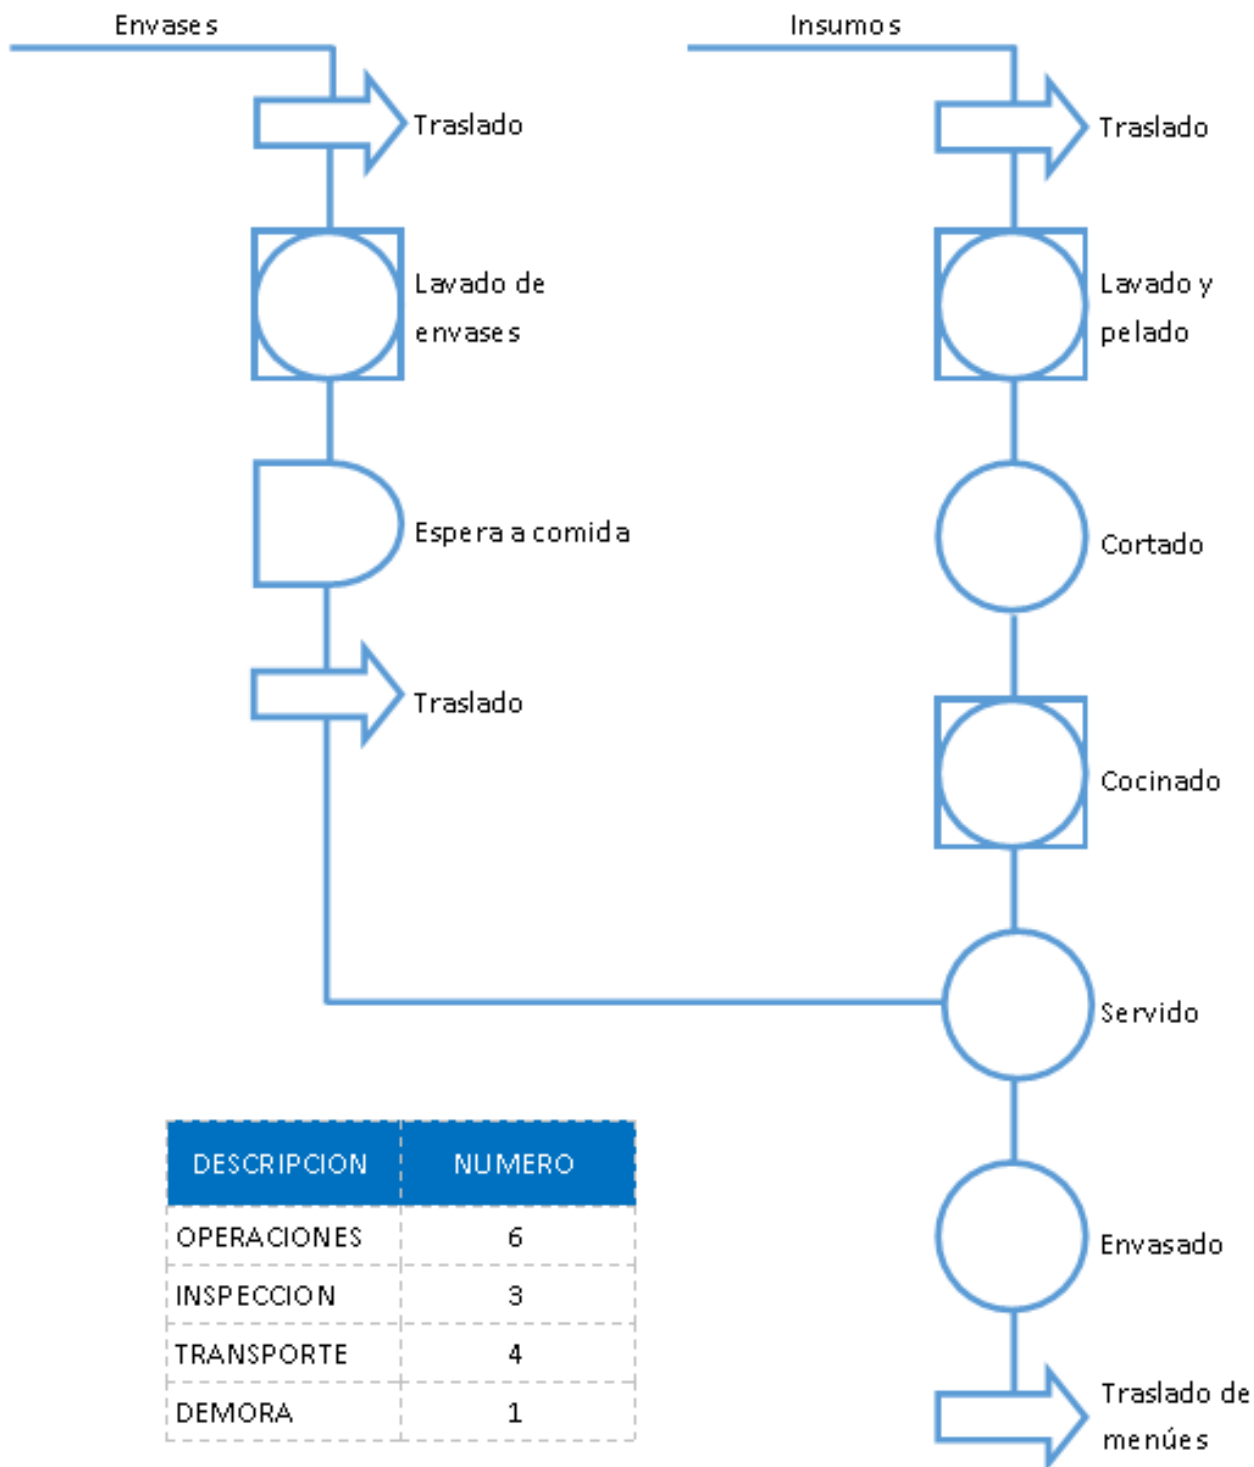 Envases
Insumos
Traslado
Traslado
Lavado de
envases
Lavado y
pelado
Espera a comida
Cortado
Traslado
Cocinado
Servido
DESCRIPCION NUMERO
OPERACIONES 6
INSPECCION 3
TRANSPORTE 4
DEMORA 1
Envasado
Traslado de
menúes